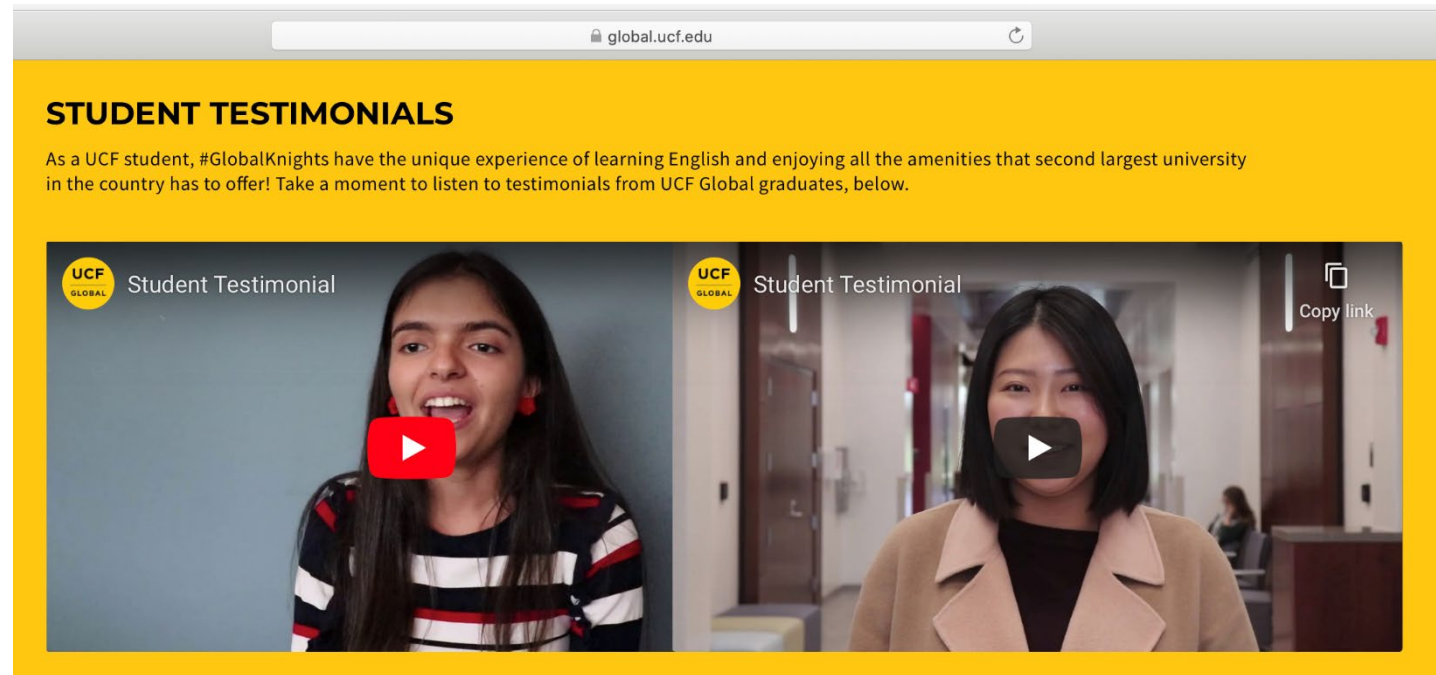 global.ucf.edu
STUDENT TESTIMONIALS
As a UCF student, #GlobalKnights have the unique experience of learning English and enjoying all the amenities that second largest university
in the country has to offer! Take a moment to listen to testimonials from UCF Global graduates, below.
UCF
GLOBAL
Student Testimonial
UCF
GLOBAL
Student Testimonial
Copy link